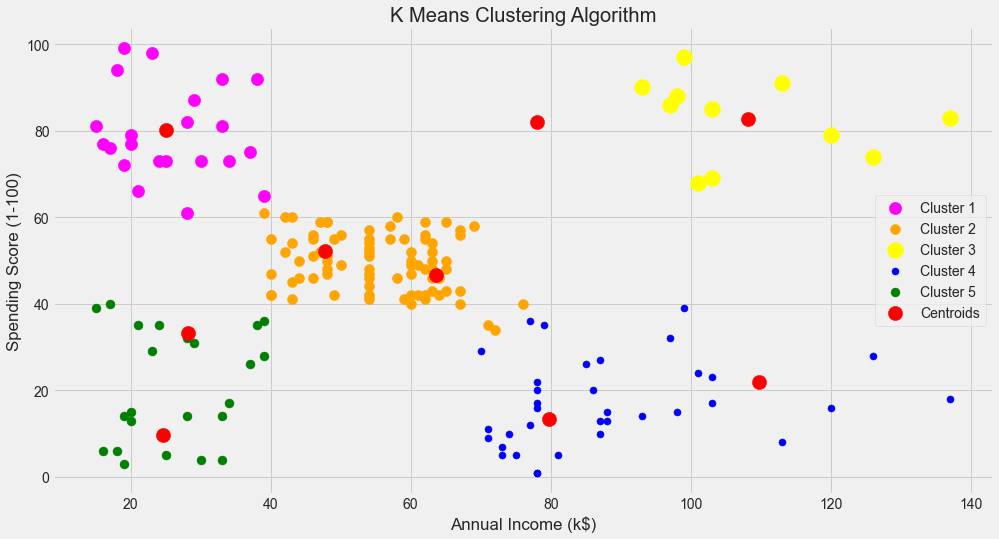 K Means Clustering Algorithm
Spending Score (1-100)
100
80
60
40
20
0
Cluster 1
Cluster 2
Cluster 3
Cluster 4
Cluster 5
Centroids
20 40 60 80 100 120 140
Annual Income (k$)